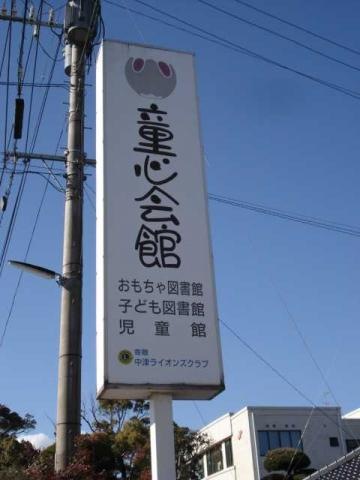 童心会館
おもちゃ図書館
子ども図書館
児童館
寄贈
中津ライオンズクラブ